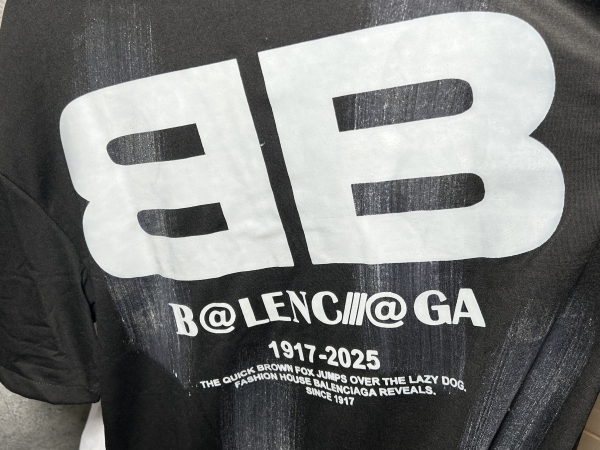 BB
B@LENC///@GA
1917-2025
THE QUICK BROWN FOX JUMPS OVER THE LAZY DOG.
FASHION HOUSE BALENCIAGA REVEALS.
SINCE 1917